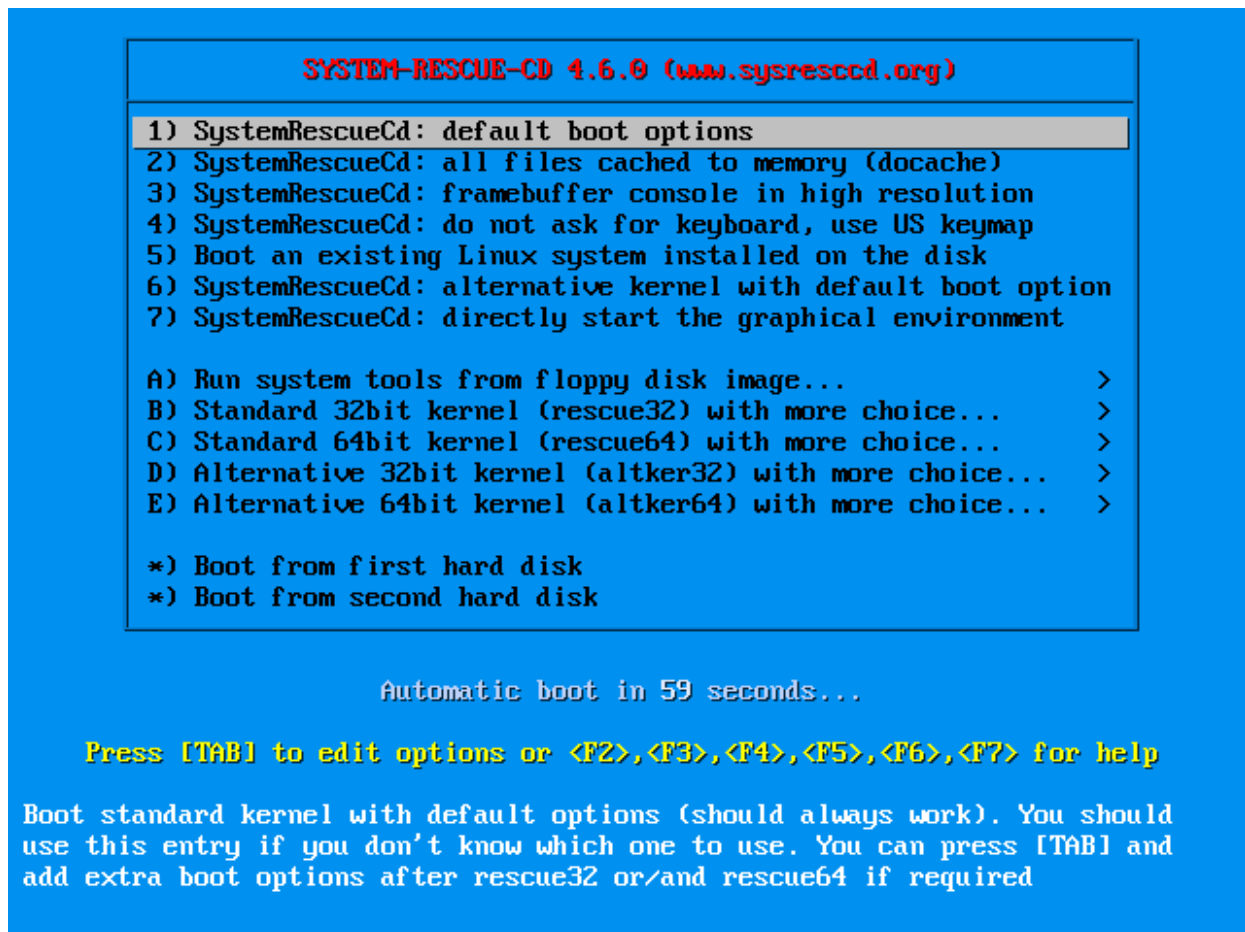 SYSTEM-RESCUE-CD 4.6.0 (www.sysresccd.org)
1) SystemRescueCd: default boot options
2) SystemRescueCd: all files cached to memory (docache)
3) SystemRescueCd: framebuffer console in high resolution
4) SystemRescueCd: do not ask for keyboard, use US keymap
5) Boot an existing Linux system installed on the disk
6) SystemRescueCd: alternative kernel with default boot option
7) SystemRescueCd: directly start the graphical environment
A) Run system tools from floppy disk image... >
B) Standard 32bit kernel (rescue32) with more choice... >
C) Standard 64bit kernel (rescue64) with more choice... >
D) Alternative 32bit kernel (altker32) with more choice... >
E) Alternative 64bit kernel (altker64) with more choice... >
*) Boot from first hard disk
*) Boot from second hard disk
Automatic boot in 59 seconds...
Press [TAB] to edit options or <F2>,<F3>,<F4>,<F5>,<F6>,<F7> for help
Boot standard kernel with default options (should always work). You should
use this entry if you don't know which one to use. You can press [TAB] and
add extra boot options after rescue32 or/and rescue64 if required